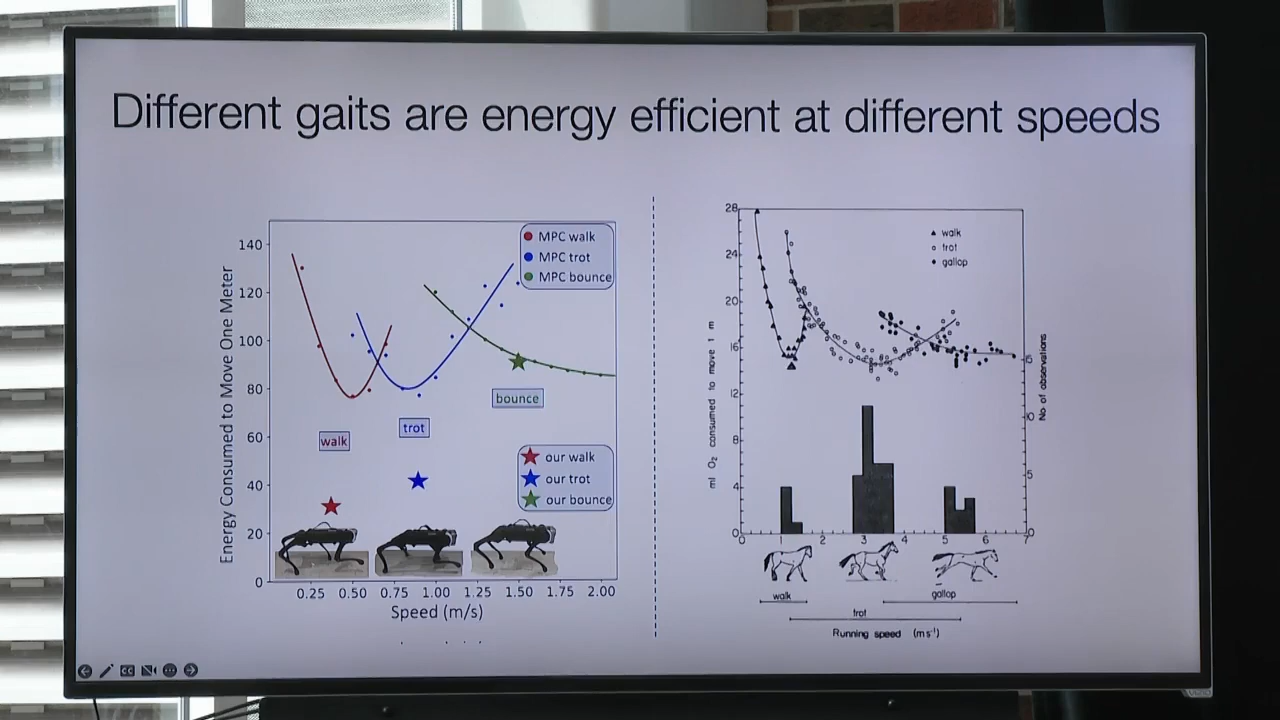 Different gaits are energy efficient at different speeds
Energy Consumed to Move One Meter
140
120
100
80
60
40
20
0
MPC walk
MPC trot
MPC bounce
walk
trot
bounce
our walk
our trot
our bounce
0.25 0.50 0.75 1.00 1.25 1.50 1.75 2.00
Speed (m/s)
ml O₂ consumed to move 1 m
28
24
20
16
12
8
4
0
walk
trot
gallop
No of observations
10
5
0
0 1 2 3 4 5 6
walk
gallop
trot
Running speed (m s⁻¹)